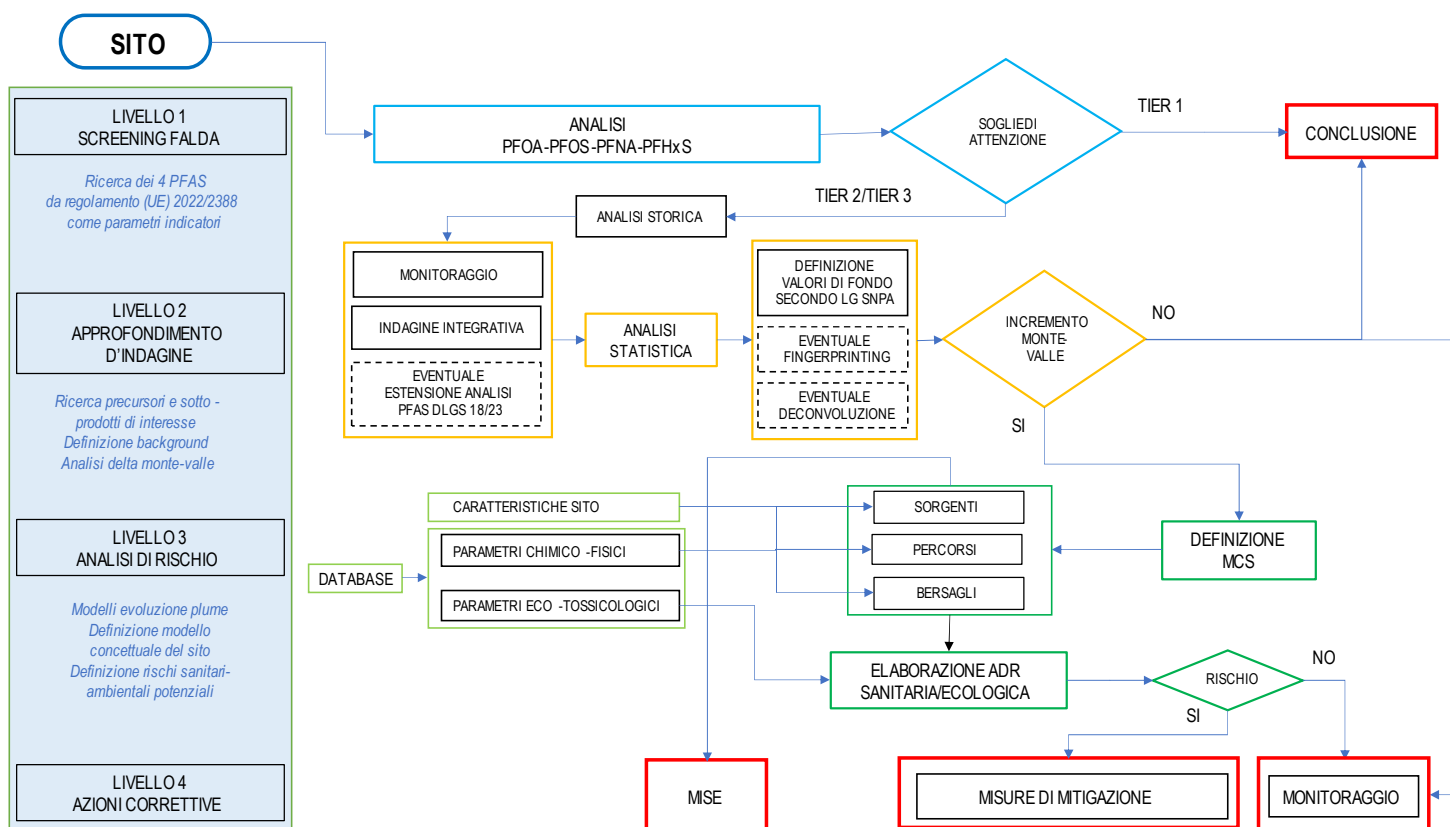 SITO
LIVELLO 1
SCREENING FALDA
Ricerca dei 4 PFAS
da regolamento (UE) 2022/2388
come parametri indicatori
LIVELLO 2
APPROFONDIMENTO
D'INDAGINE
Ricerca precursori e sotto -
prodotti di interesse
Definizione background
Analisi delta monte-valle
LIVELLO 3
ANALISI DI RISCHIO
Modelli evoluzione plume
Definizione modello
concettuale del sito
Definizione rischi sanitari-
ambientali potenziali
LIVELLO 4
AZIONI CORRETTIVE
ANALISI
PFOA-PFOS-PFNA-PFHxS
SOGLIEDI
ATTENZIONE
TIER 1
CONCLUSIONE
TIER 2/TIER 3
ANALISI STORICA
MONITORAGGIO
INDAGINE INTEGRATIVA
EVENTUALE
ESTENSIONE ANALISI
PFAS DLGS 18/23
ANALISI
STATISTICA
DEFINIZIONE
VALORI DI FONDO
SECONDO LG SNPA
EVENTUALE
FINGERPRINTING
EVENTUALE
DECONVOLUZIONE
INCREMENTO
MONTE-
VALLE
NO
SI
DATABASE
CARATTERISTICHE SITO
PARAMETRI CHIMICO -FISICI
PARAMETRI ECO -TOSSICOLOGICI
SORGENTI
PERCORSI
BERSAGLI
DEFINIZIONE
MCS
ELABORAZIONE ADR
SANITARIA/ECOLOGICA
RISCHIO
NO
SI
MISE
MISURE DI MITIGAZIONE
MONITORAGGIO